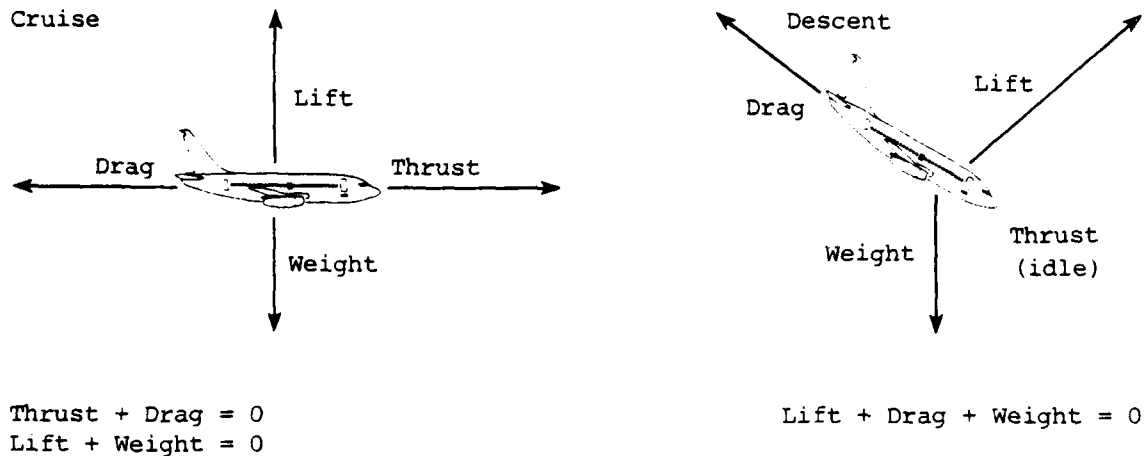 Cruise
Lift
Drag
Thrust
Weight
Thrust + Drag = 0
Lift + Weight = 0
Descent
Lift
Drag
Weight
Thrust
(idle)
Lift + Drag + Weight = 0